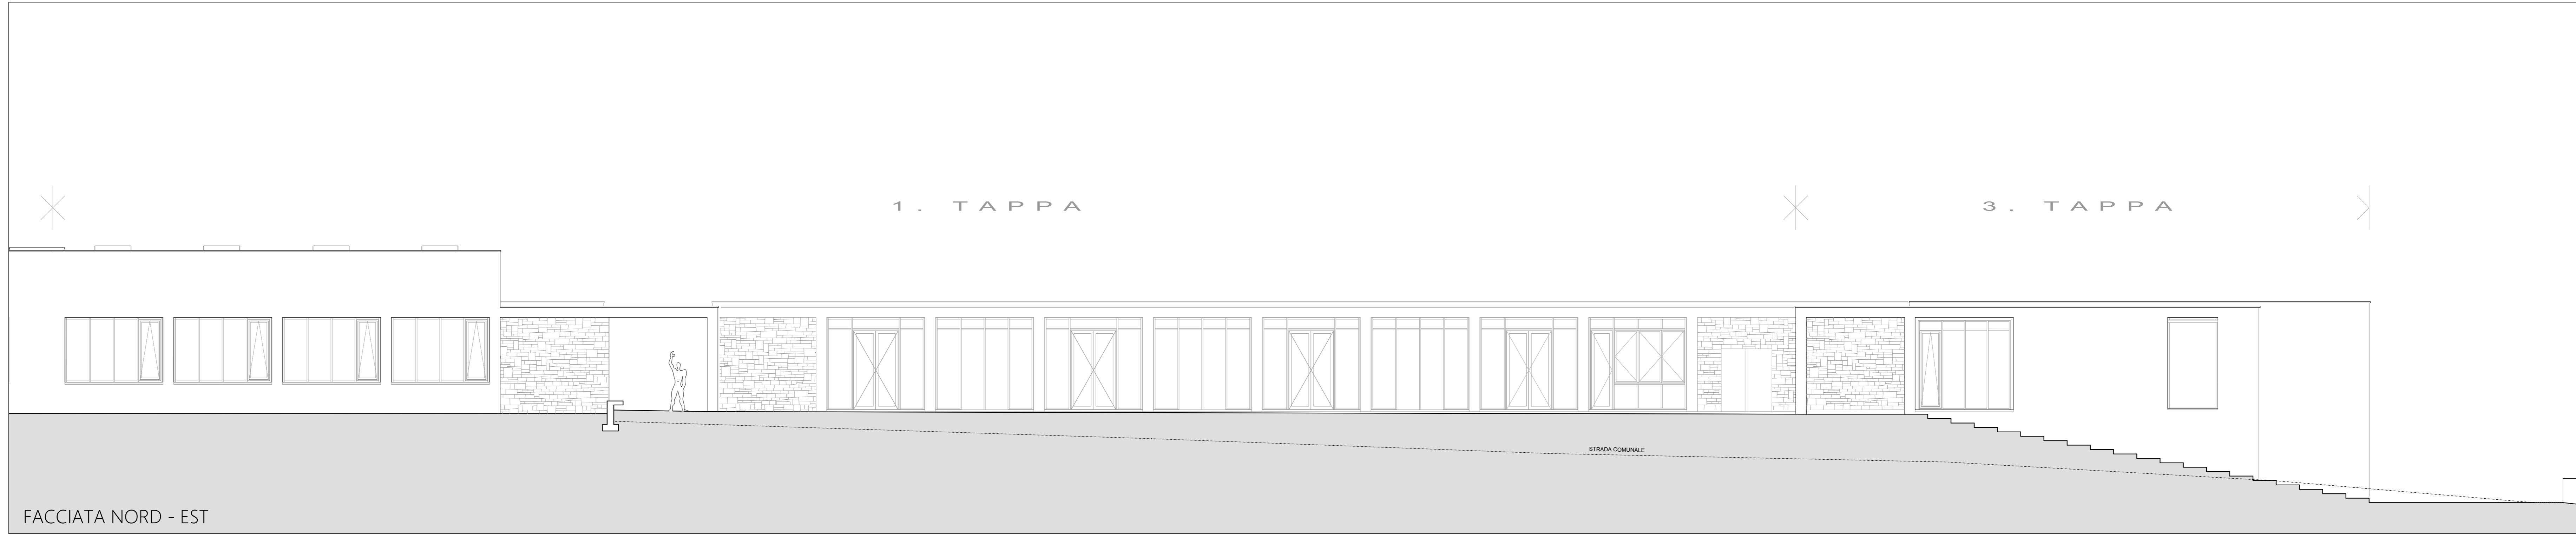 1. TAPPA
3. TAPPA
STRADA COMUNALE
FACCIATA NORD - EST